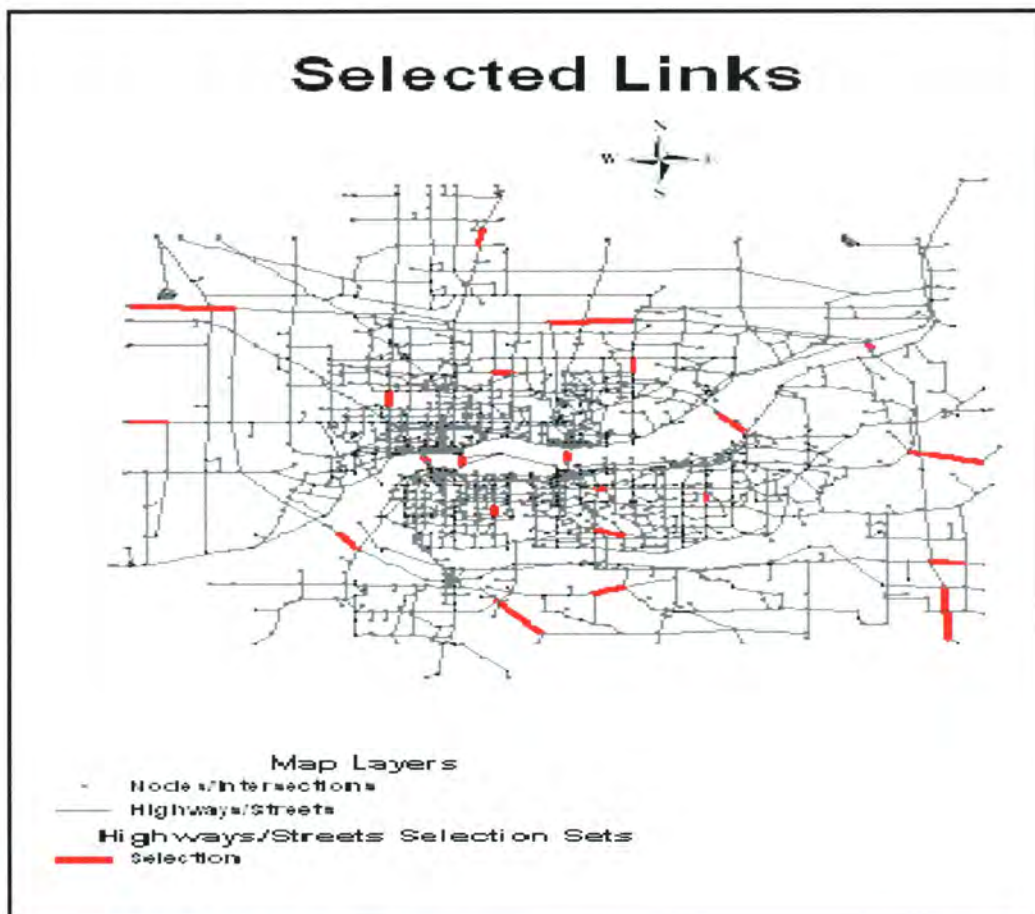 Selected Links
N
W E
S
Map Layers
Nodes/Intersections
Highways/Streets
Highways/Streets Selection Sets
Selection